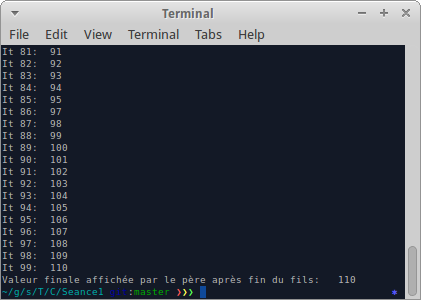 Terminal
File Edit View Terminal Tabs Help
It 81: 91
It 82: 92
It 83: 93
It 84: 94
It 85: 95
It 86: 97
It 87: 98
It 88: 99
It 89: 100
It 90: 101
It 91: 102
It 92: 103
It 93: 104
It 94: 105
It 95: 106
It 96: 107
It 97: 108
It 98: 109
It 99: 110
Valeur finale affichée par le père après fin du fils: 110
~/g/s/T/C/Seance1 git:master ❯❯❯ *